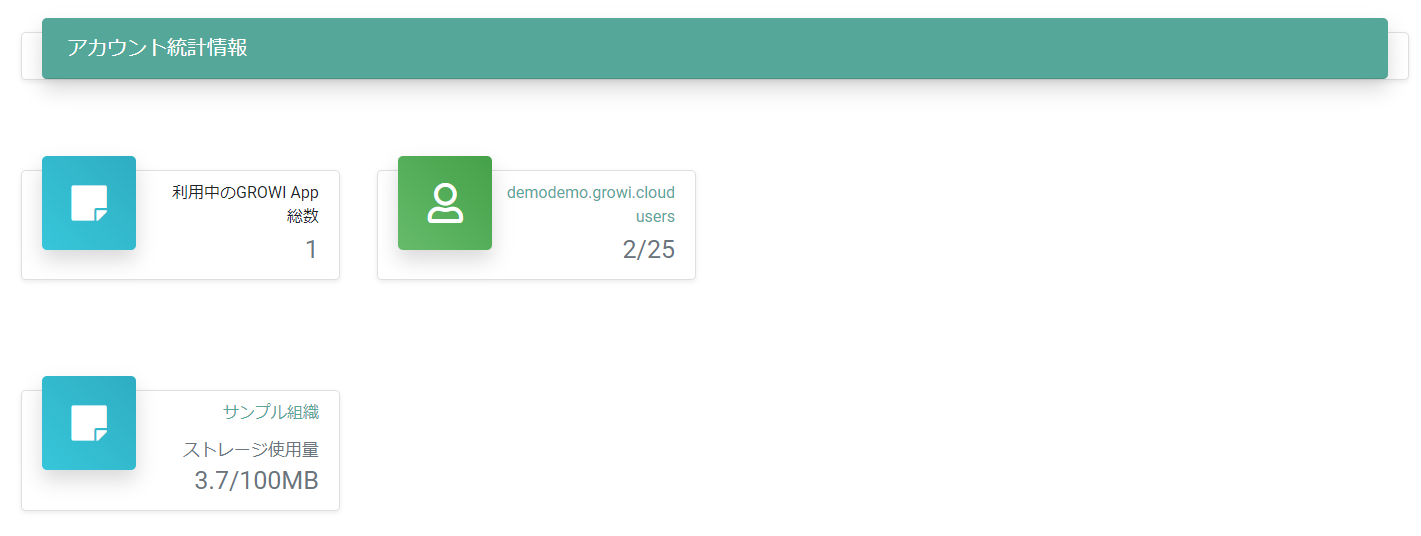 アカウント統計情報
利用中のGROWI App
総数
1
demodemo.growi.cloud
users
2/25
サンプル組織
ストレージ使用量
3.7/100MB